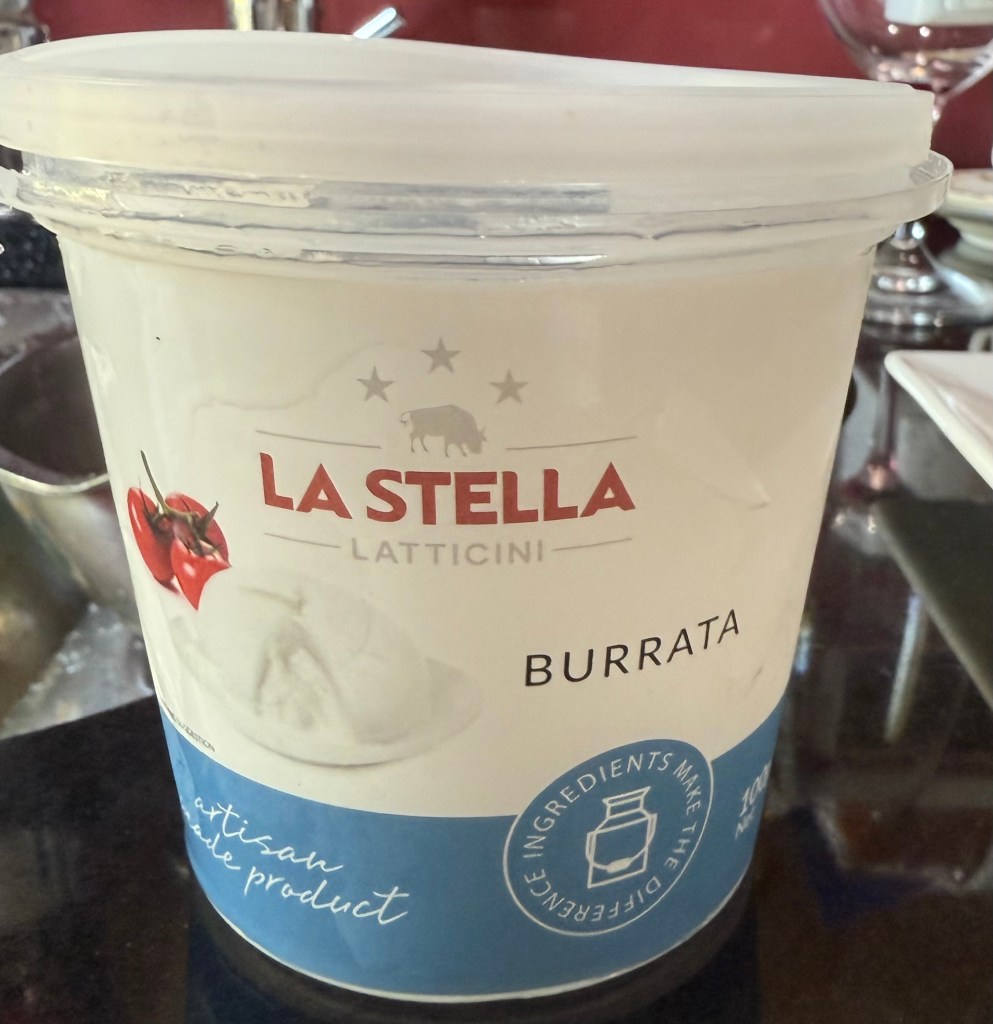 LA STELLA
LATTICINI
BURRATA
artisan
made product
INGREDIENTS MAKE THE DIFFERENCE